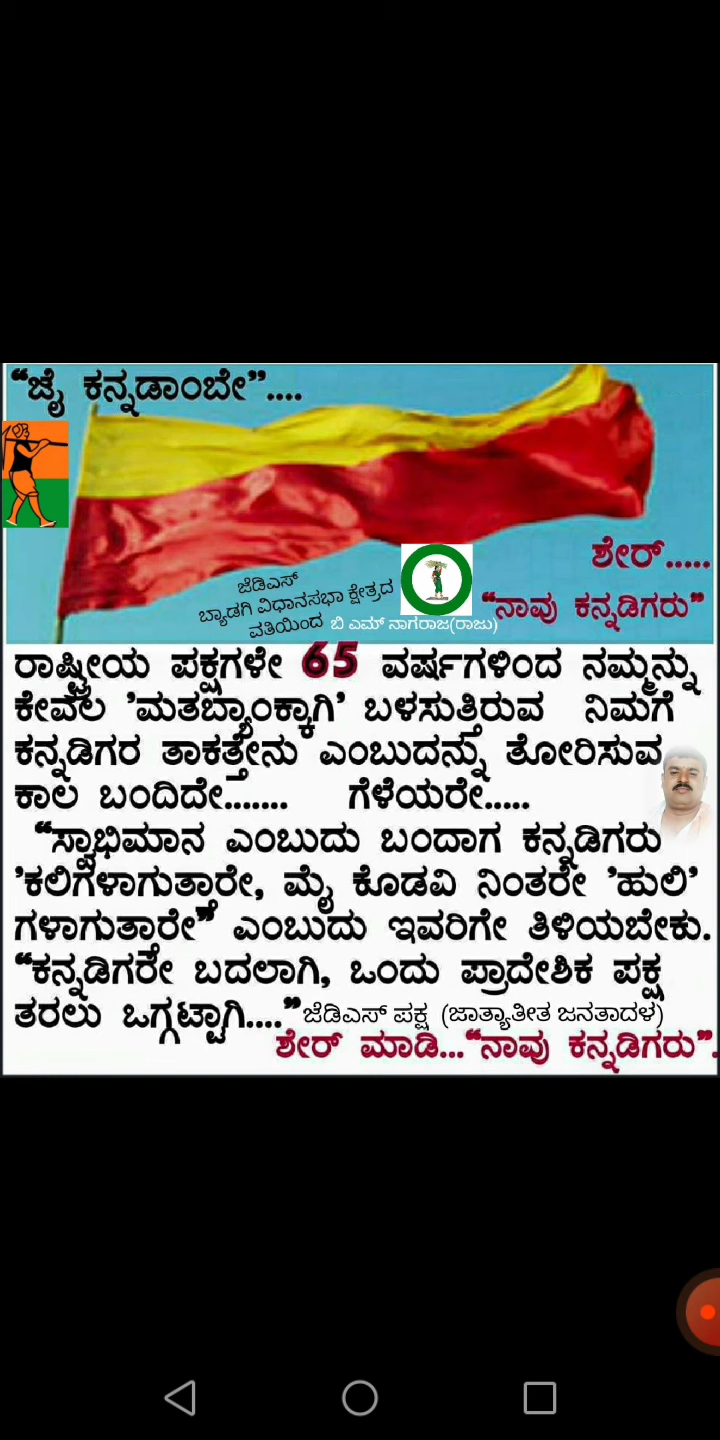 “ಜೈ ಕನ್ನಡಾಂಬೇ”....
ಶೇರ್.....
“ನಾವು ಕನ್ನಡಿಗರು”
ಜೆಡಿಎಸ್
ಬ್ಯಾಡಗಿ ವಿಧಾನಸಭಾ ಕ್ಷೇತ್ರದ
ವತಿಯಿಂದ ಬಿ ಎಮ್ ನಾಗರಾಜ(ರಾಜು)
ರಾಷ್ಟ್ರೀಯ ಪಕ್ಷಗಳೇ 65 ವರ್ಷಗಳಿಂದ ನಮ್ಮನ್ನು
ಕೇವಲ ’ಮತಬ್ಯಾಂಕ್ಕಾಗಿ’ ಬಳಸುತ್ತಿರುವ ನಿಮಗೆ
ಕನ್ನಡಿಗರ ತಾಕತ್ತೇನು ಎಂಬುದನ್ನು ತೋರಿಸುವ
ಕಾಲ ಬಂದಿದೇ....... ಗೆಳೆಯರೇ.....
“ಸ್ವಾಭಿಮಾನ ಎಂಬುದು ಬಂದಾಗ ಕನ್ನಡಿಗರು
’ಕಲಿಗಳಾಗುತ್ತಾರೇ, ಮೈ ಕೊಡವಿ ನಿಂತರೇ ’ಹುಲಿ’
ಗಳಾಗುತಾರೇ” ಎಂಬುದು ಇವರಿಗೇ ತಿಳಿಯಬೇಕು.
“ಕನ್ನಡಿಗರೇ ಬದಲಾಗಿ, ಒಂದು ಪ್ರಾದೇಶಿಕ ಪಕ್ಷ
ತರಲು ಒಗ್ಗಟ್ಟಾಗಿ....” ಜೆಡಿಎಸ್ ಪಕ್ಷ (ಜಾತ್ಯಾತೀತ ಜನತಾದಳ)
ಶೇರ್ ಮಾಡಿ...“ನಾವು ಕನ್ನಡಿಗರು”.